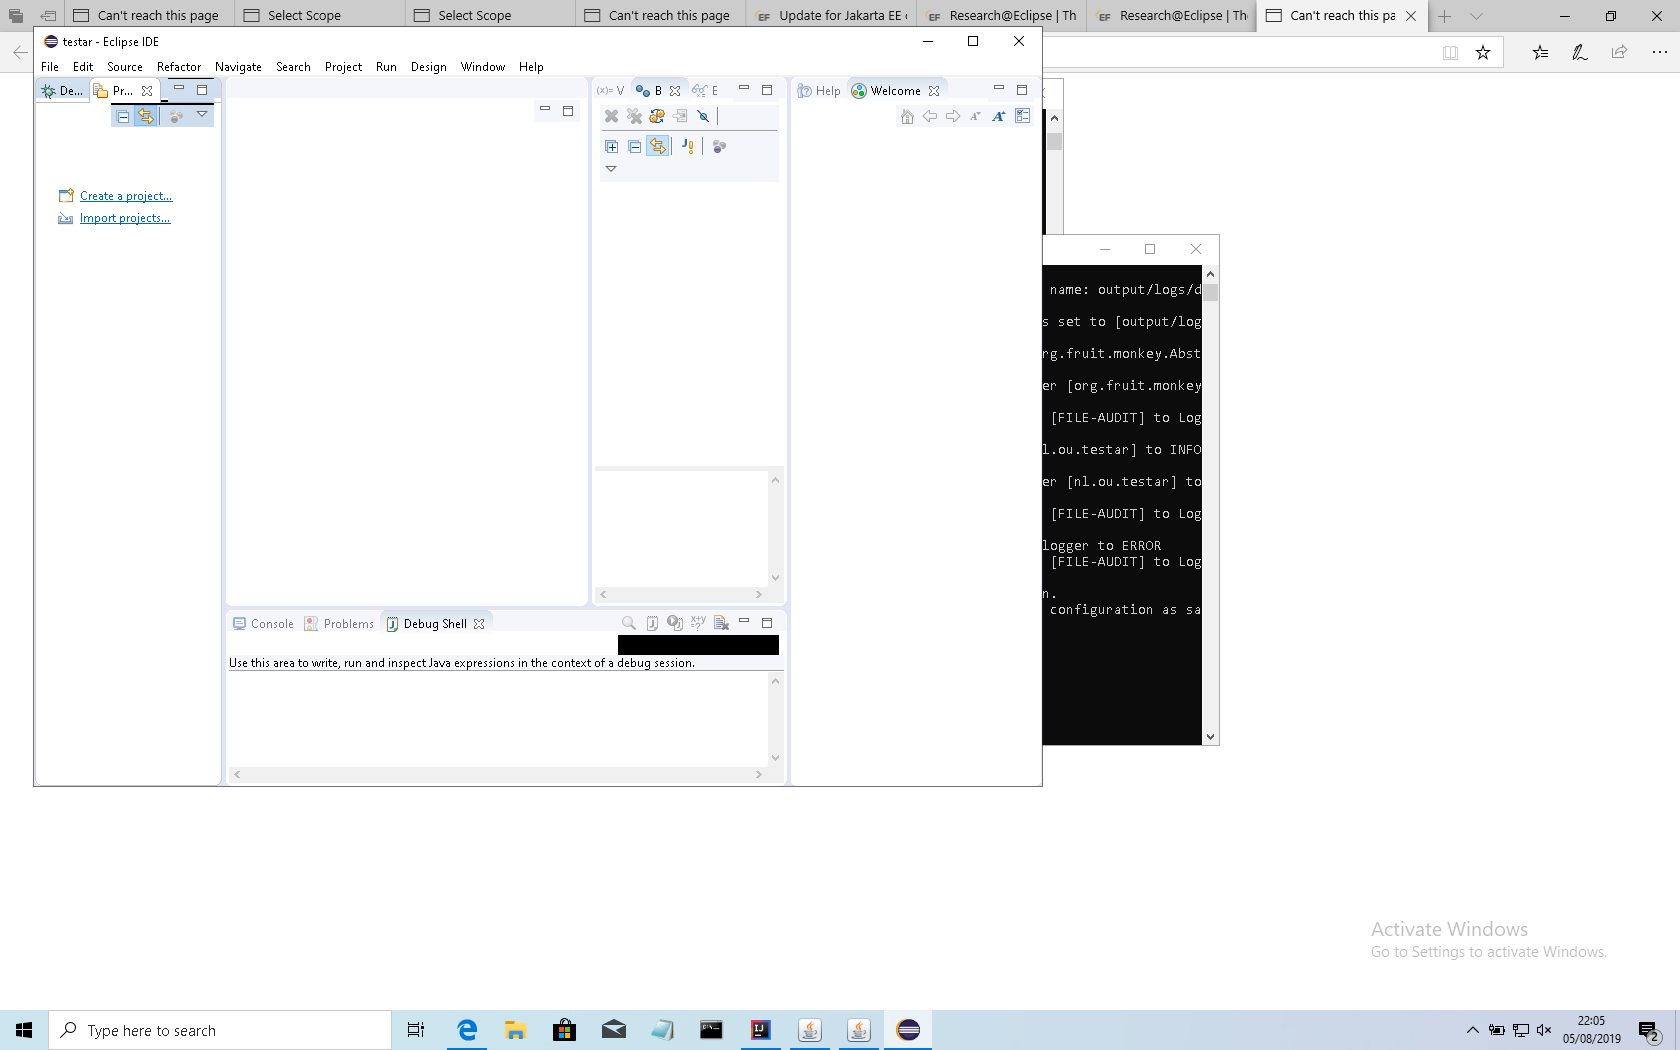 Can't reach this page
Select Scope
Select Scope
Can't reach this page
Update for Jakarta EE
Research@Eclipse | Th
Research@Eclipse | The
Can't reach this pa
testar - Eclipse IDE
File Edit Source Refactor Navigate Search Project Run Design Window Help
De... Pr... (x)= V B E Help Welcome
Create a project...
Import projects...
name: output/logs/d
s set to [output/log
rg.fruit.monkey.Abst
er [org.fruit.monkey
[FILE-AUDIT] to Log
l.ou.testar] to INFO
er [nl.ou.testar] to
[FILE-AUDIT] to Log
logger to ERROR
[FILE-AUDIT] to Log
n.
configuration as sa
Console Problems Debug Shell
Use this area to write, run and inspect Java expressions in the context of a debug session.
Activate Windows
Go to Settings to activate Windows.
Type here to search
22:05
05/08/2019
2